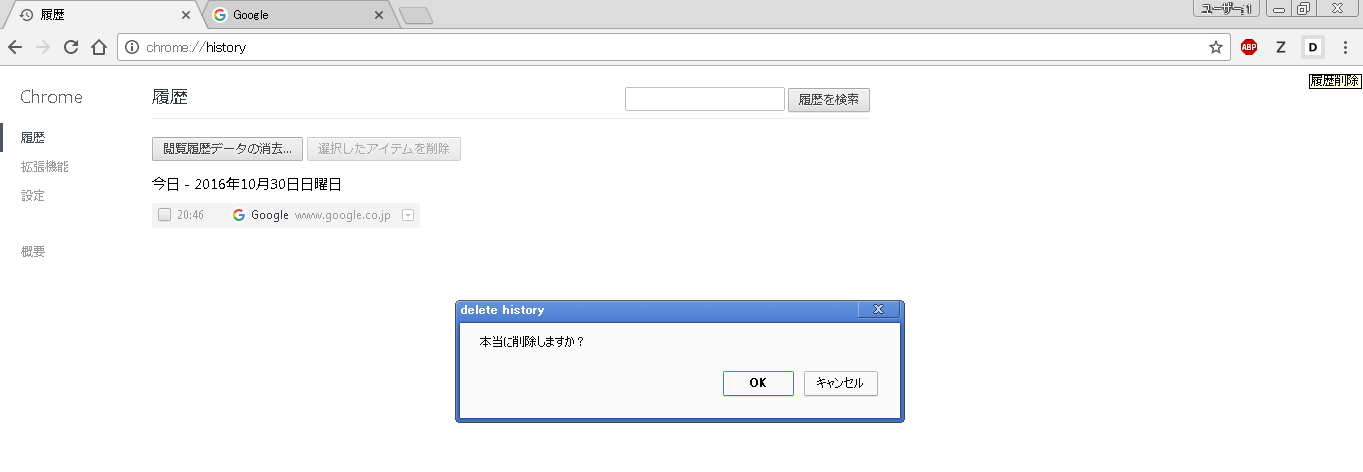 履歴
Google
ユーザー:1
chrome://history
ABP
Z
D
履歴削除
Chrome
履歴
履歴を検索
履歴
拡張機能
設定
概要
閲覧履歴データの消去...
選択したアイテムを削除
今日 - 2016年10月30日日曜日
20:46 Google www.google.co.jp
delete history
本当に削除しますか？
OK
キャンセル